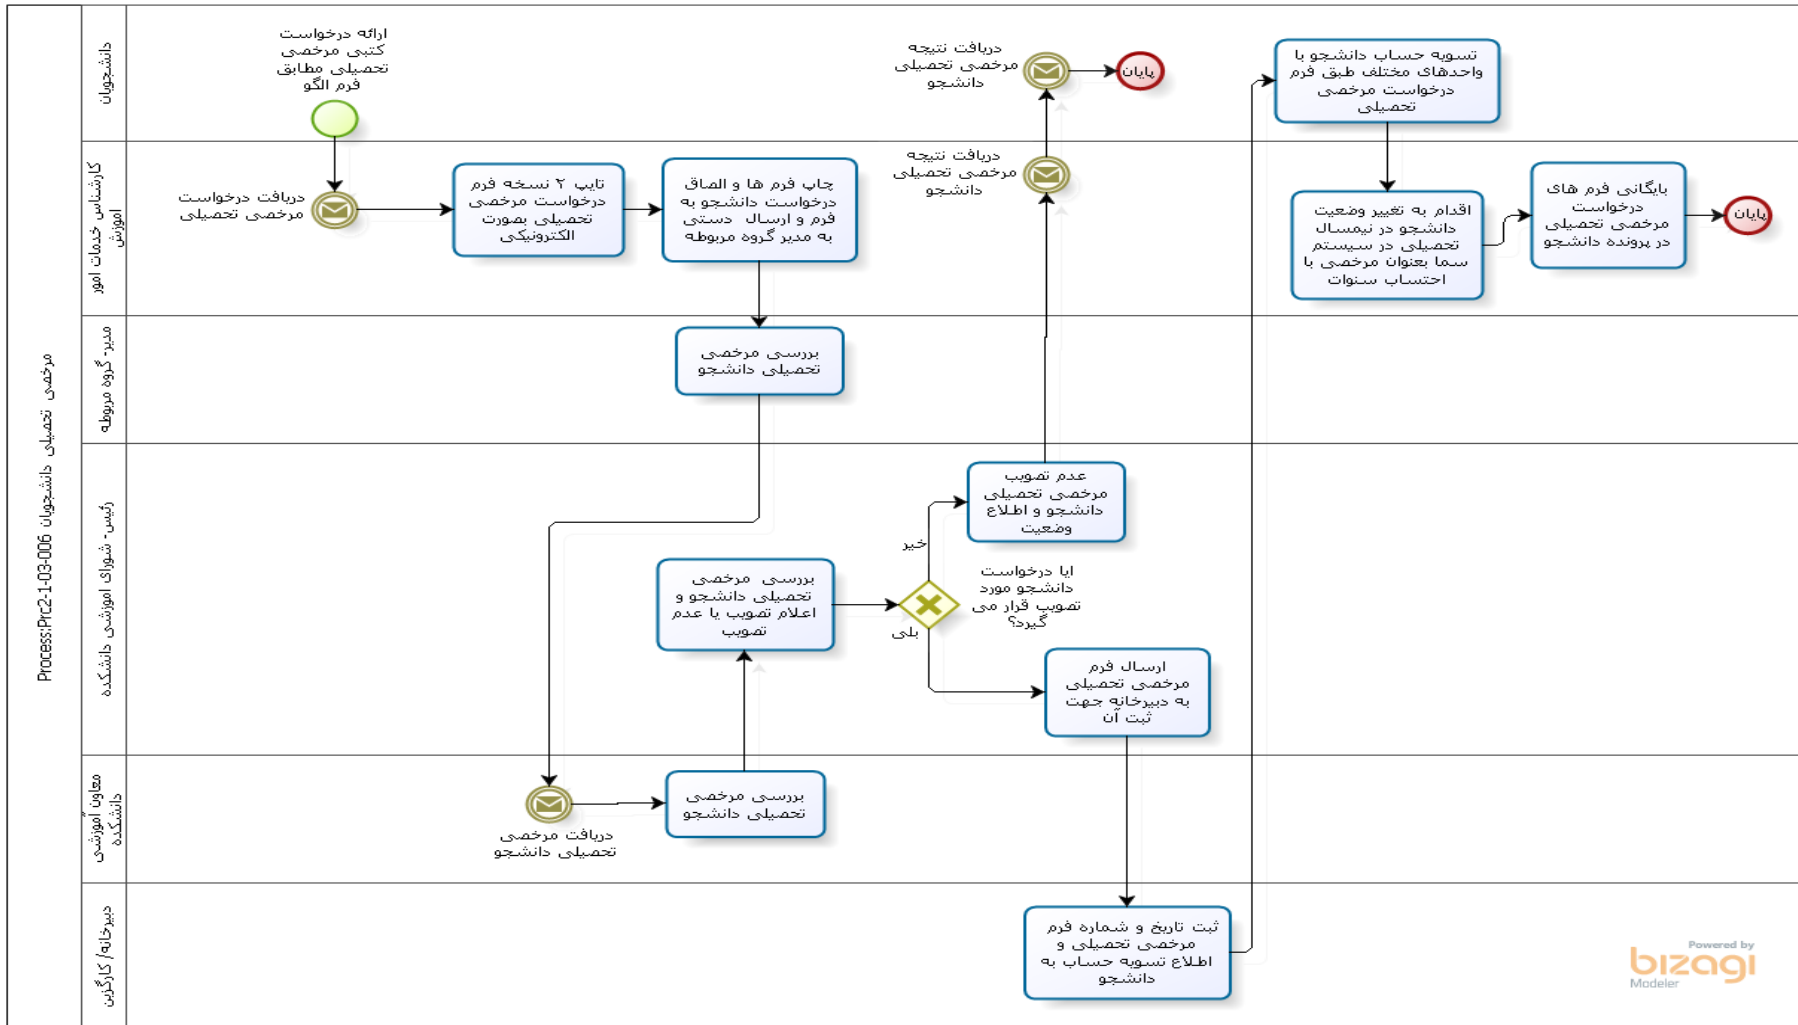 Process:Prc2-1-03-006 مرخصی تحصیلی دانشجویان
دانشجویان
ارائه درخواست
کتبی مرخصی
تحصیلی مطابق
فرم الگو
دریافت نتیجه
مرخصی تحصیلی
دانشجو
پایان
تسویه حساب دانشجو با
واحدهای مختلف طبق فرم
درخواست مرخصی
تحصیلی
کارشناس خدمات امور
آموزش
دریافت درخواست
مرخصی تحصیلی
تایپ ۲ نسخه فرم
درخواست مرخصی
تحصیلی بصورت
الکترونیکی
چاپ فرم ها و الصاق
درخواست دانشجو به
فرم و ارسال دستی
به مدیر گروه مربوطه
دریافت نتیجه
مرخصی تحصیلی
دانشجو
اقدام به تغییر وضعیت
دانشجو در نیمسال
تحصیلی در سیستم
سما بعنوان مرخصی با
احتساب سنوات
بایگانی فرم های
درخواست
مرخصی تحصیلی
در پرونده دانشجو
پایان
مدیر- گروه مربوطه
بررسی مرخصی
تحصیلی دانشجو
رئیس- شورای آموزشی دانشکده
عدم تصویب
مرخصی تحصیلی
دانشجو و اطلاع
وضعیت
خیر
بررسی مرخصی
تحصیلی دانشجو و
اعلام تصویب یا عدم
تصویب
ایا درخواست
دانشجو مورد
تصویب قرار می
گیرد؟
بلی
ارسال فرم
مرخصی تحصیلی
به دبیرخانه جهت
ثبت آن
معاون آموزشی
دانشکده
دریافت مرخصی
تحصیلی دانشجو
بررسی مرخصی
تحصیلی دانشجو
دبیرخانه/ کارگزین
ثبت تاریخ و شماره فرم
مرخصی تحصیلی و
اطلاع تسویه حساب به
دانشجو
Powered by
bizagi
Modeler